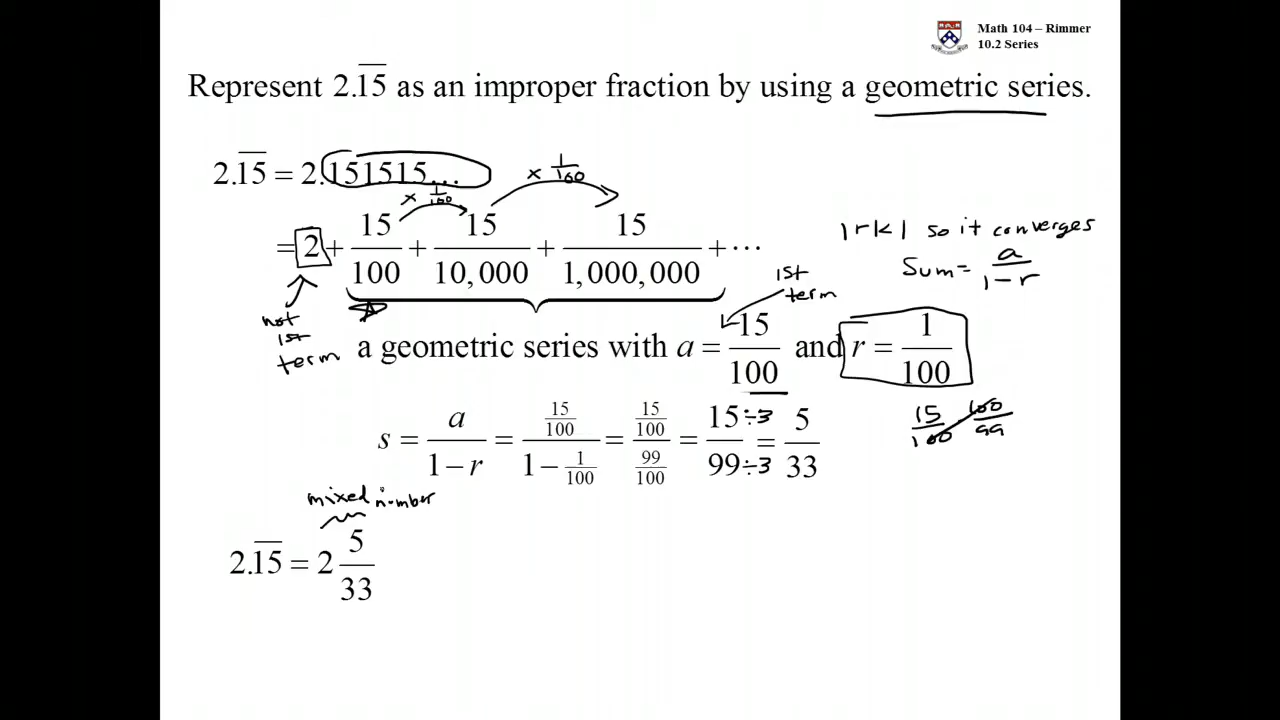 Math 104 – Rimmer
10.2 Series
Represent 2.1̅5̅ as an improper fraction by using a geometric series.
2.1̅5̅ = 2.151515...
× 1/100
× 1/100
= 2 + 15/100 + 15/10,000 + 15/1,000,000 + ⋯
|r|<1 so it converges
Sum = a/(1-r)
not
1st
term
1st
term
a geometric series with a = 15/100 and r = 1/100
s = a/(1 − r) = (15/100)/(1 − 1/100) = (15/100)/(99/100) = 15÷3/99÷3 = 5/33
15/100 100/99
mixed number
2.1̅5̅ = 2 5/33